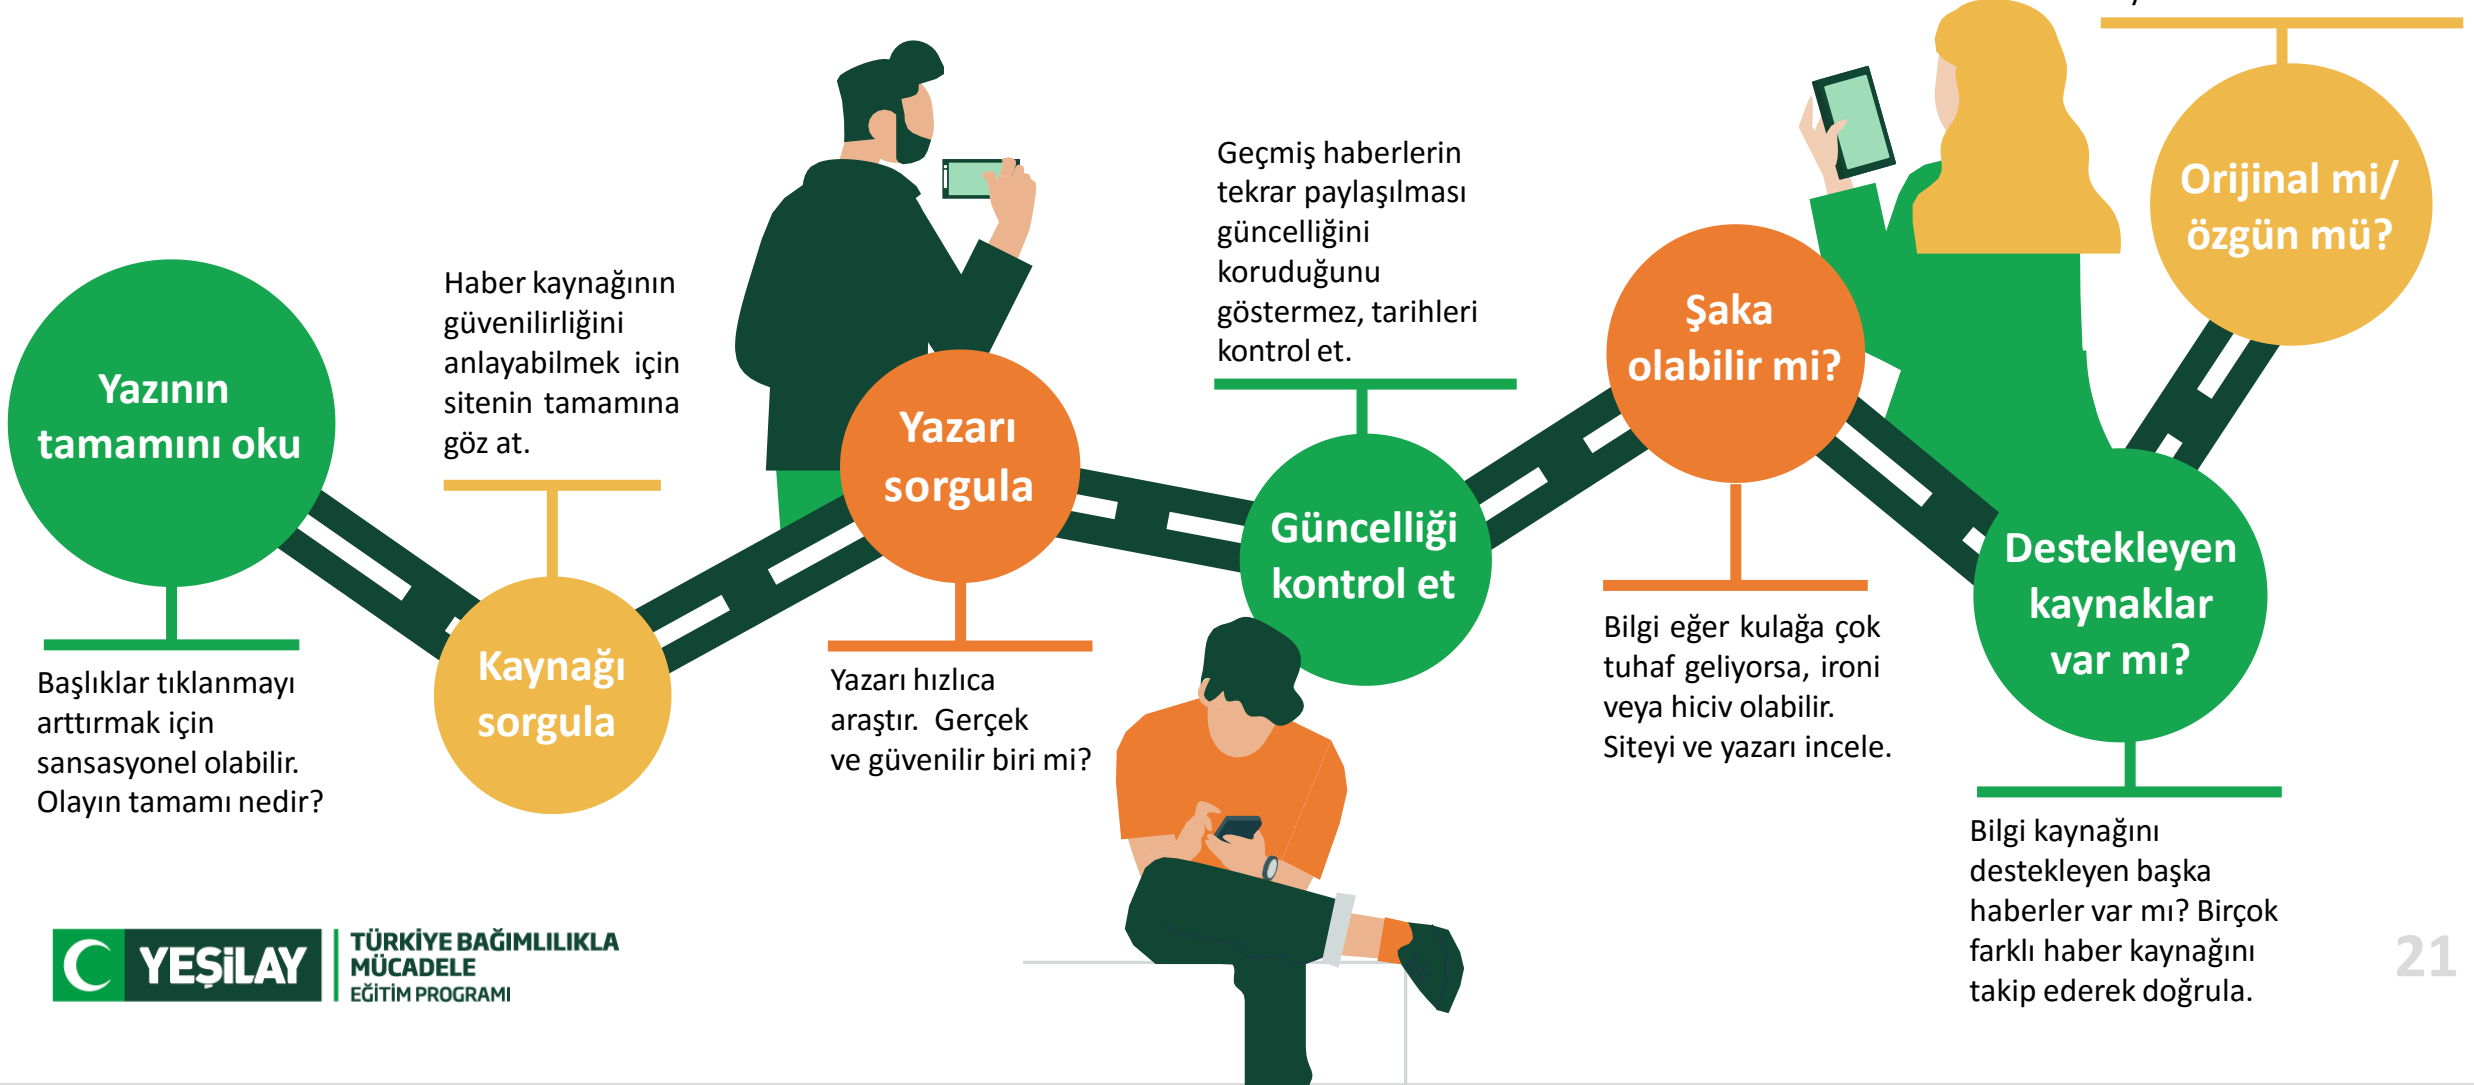 Yazının
tamamını oku
Başlıklar tıklanmayı
arttırmak için
sansasyonel olabilir.
Olayın tamamı nedir?
Haber kaynağının
güvenilirliğini
anlayabilmek için
sitenin tamamına
göz at.
Kaynağı
sorgula
Yazarı
sorgula
Yazarı hızlıca
araştır. Gerçek
ve güvenilir biri mi?
Geçmiş haberlerin
tekrar paylaşılması
güncelliğini
koruduğunu
göstermez, tarihleri
kontrol et.
Güncelliği
kontrol et
Şaka
olabilir mi?
Bilgi eğer kulağa çok
tuhaf geliyorsa, ironi
veya hiciv olabilir.
Siteyi ve yazarı incele.
Destekleyen
kaynaklar
var mı?
Bilgi kaynağını
destekleyen başka
haberler var mı? Birçok
farklı haber kaynağını
takip ederek doğrula.
Orijinal mi/
özgün mü?
YEŞİLAY
TÜRKİYE BAĞIMLILIKLA
MÜCADELE
EĞİTİM PROGRAMI
21